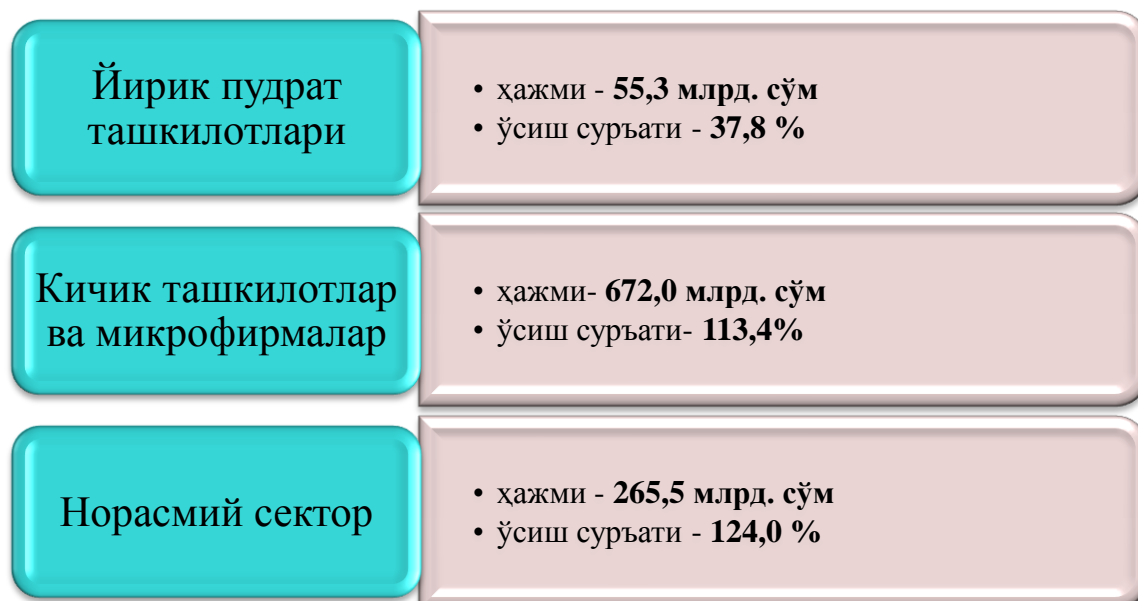 Йирик пудрат
ташкилотлари
• ҳажми - 55,3 млрд. сўм
• ўсиш суръати - 37,8 %
Кичик ташкилотлар
ва микрофирмалар
• ҳажми- 672,0 млрд. сўм
• ўсиш суръати- 113,4%
Норасмий сектор
• ҳажми - 265,5 млрд. сўм
• ўсиш суръати - 124,0 %